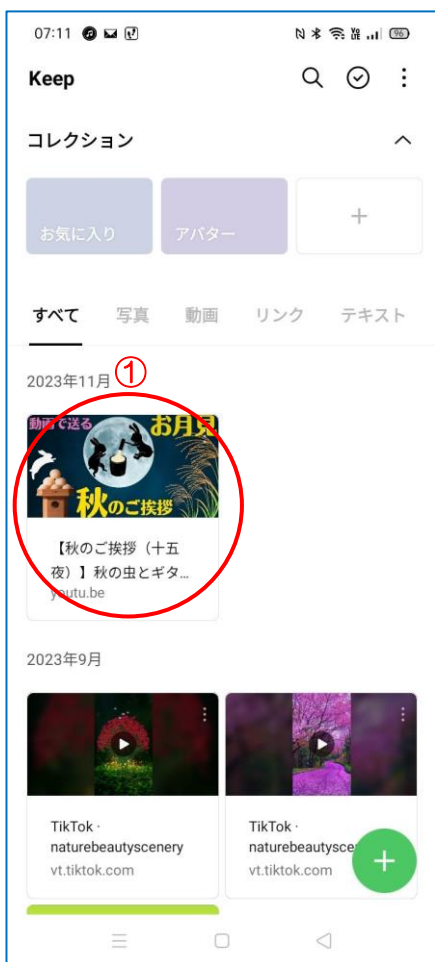 07:11
96
Keep
コレクション
お気に入り
アバター
すべて 写真 動画 リンク テキスト
2023年11月
①
動画で送る
お月見
秋のご挨拶
【秋のご挨拶（十五
夜）】秋の虫とギタ...
youtu.be
2023年9月
TikTok ·
naturebeautyscenery
vt.tiktok.com
TikTok ·
naturebeautysce
vt.tiktok.com